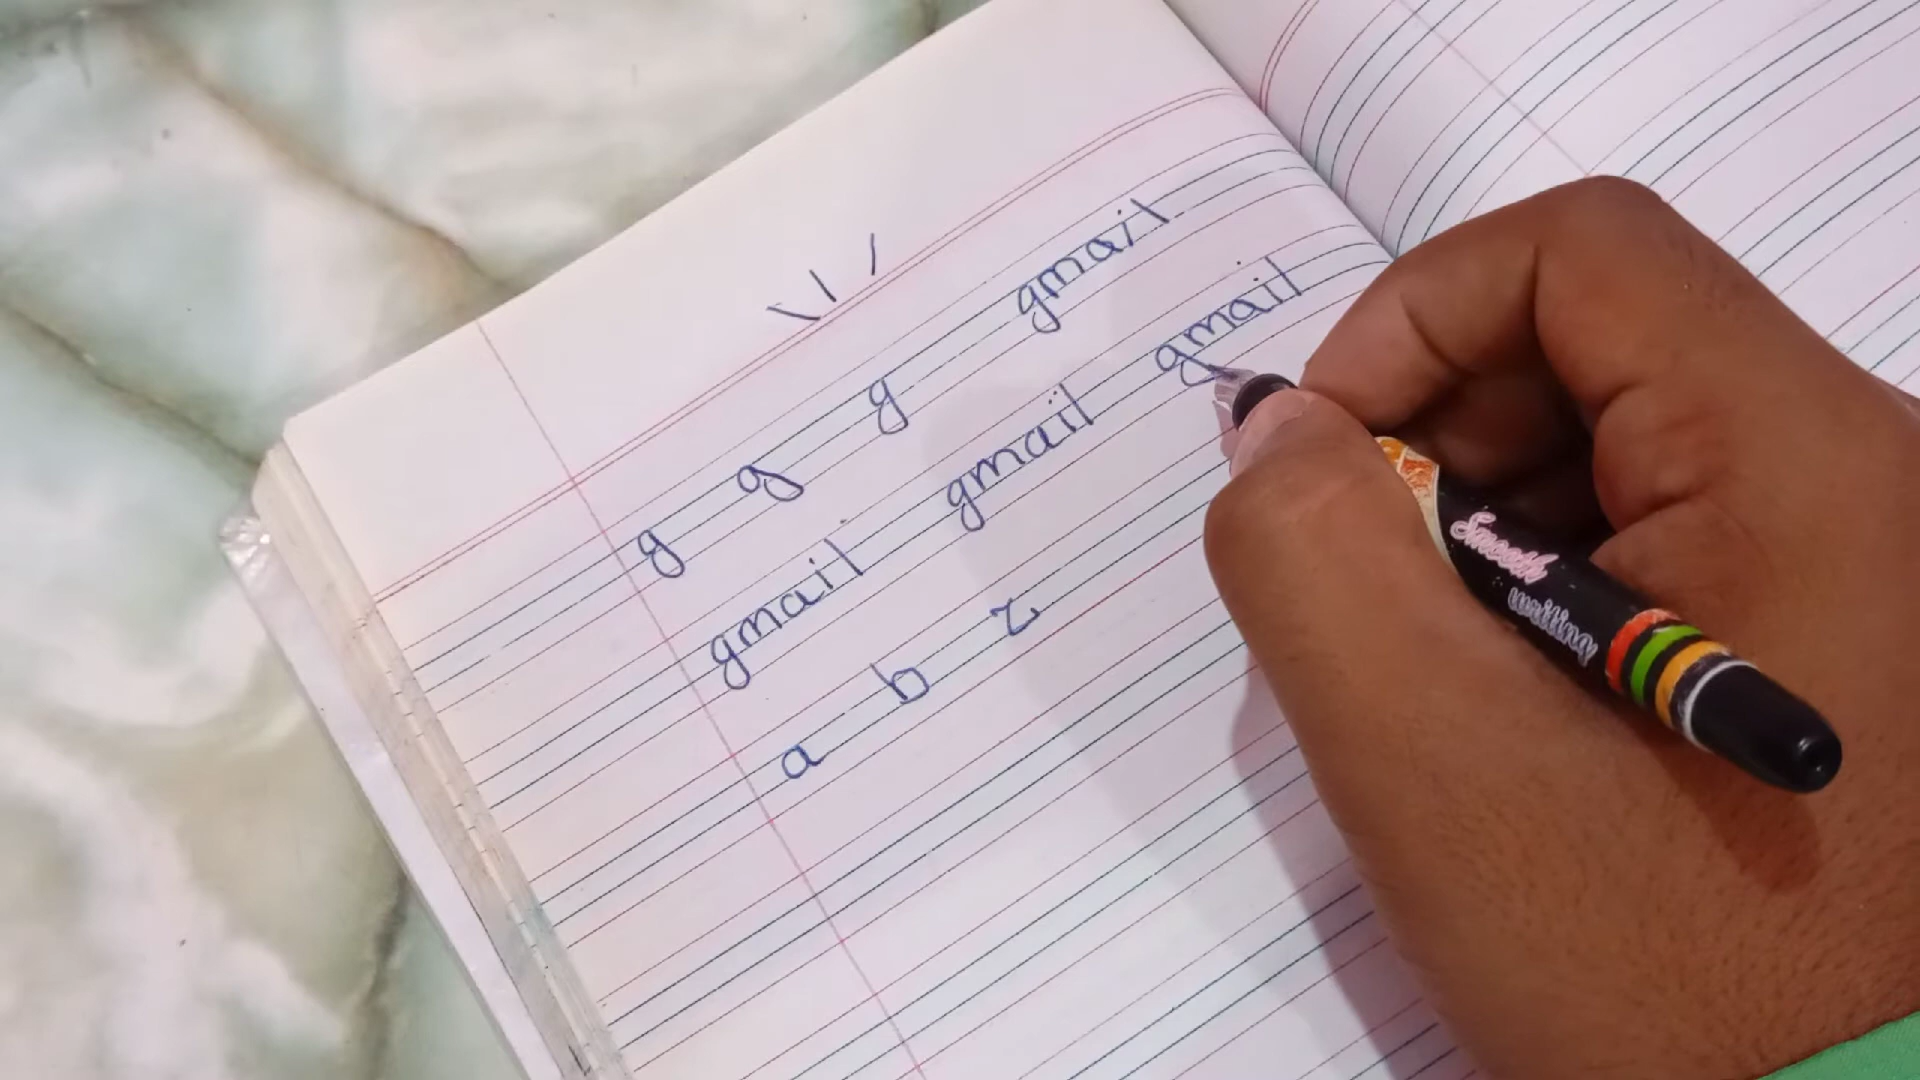 g g g gmail
gmail gmail gmail
a b z
Smooth
writing